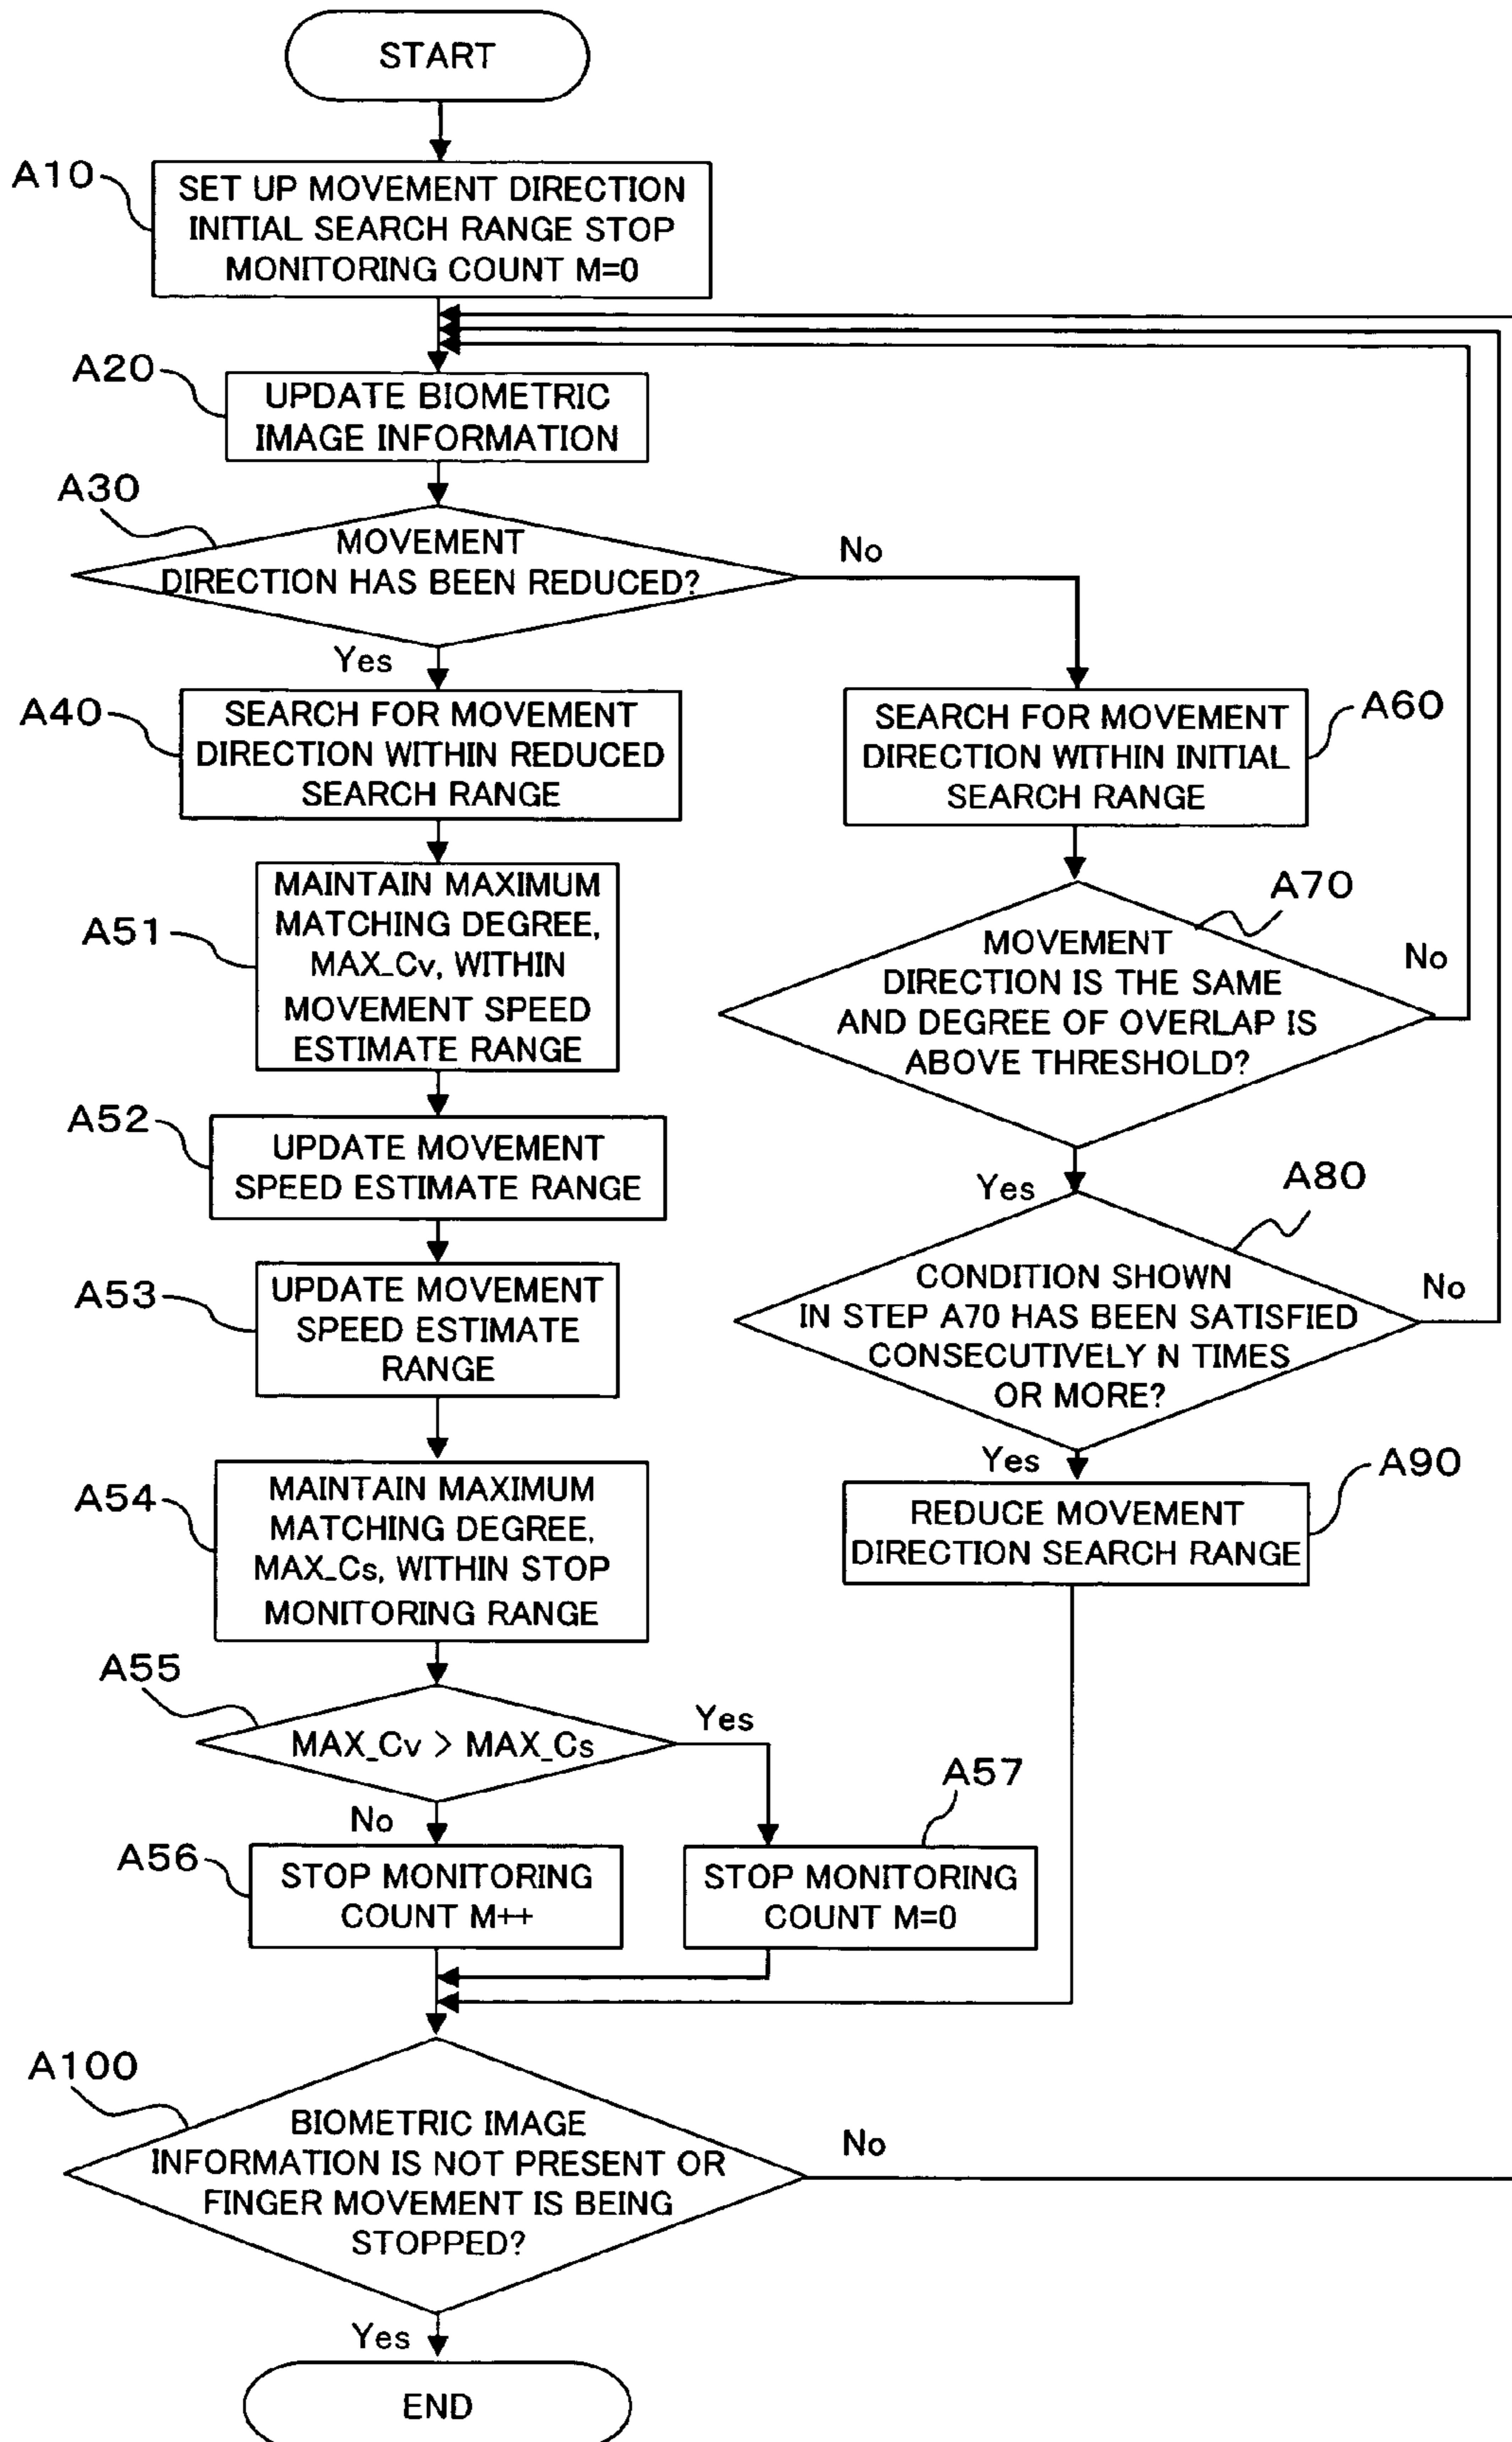 START
A10
SET UP MOVEMENT DIRECTION
INITIAL SEARCH RANGE STOP
MONITORING COUNT M=0
A20
UPDATE BIOMETRIC
IMAGE INFORMATION
A30
MOVEMENT
DIRECTION HAS BEEN REDUCED?
No
Yes
A40
SEARCH FOR MOVEMENT
DIRECTION WITHIN REDUCED
SEARCH RANGE
A60
SEARCH FOR MOVEMENT
DIRECTION WITHIN INITIAL
SEARCH RANGE
A51
MAINTAIN MAXIMUM
MATCHING DEGREE,
MAX_Cv, WITHIN
MOVEMENT SPEED
ESTIMATE RANGE
A70
MOVEMENT
DIRECTION IS THE SAME
AND DEGREE OF OVERLAP IS
ABOVE THRESHOLD?
No
Yes
A52
UPDATE MOVEMENT
SPEED ESTIMATE RANGE
A80
CONDITION SHOWN
IN STEP A70 HAS BEEN SATISFIED
CONSECUTIVELY N TIMES
OR MORE?
No
Yes
A53
UPDATE MOVEMENT
SPEED ESTIMATE
RANGE
A90
REDUCE MOVEMENT
DIRECTION SEARCH RANGE
A54
MAINTAIN MAXIMUM
MATCHING DEGREE,
MAX_Cs, WITHIN STOP
MONITORING RANGE
A55
MAX_Cv > MAX_Cs
Yes
No
A56
STOP MONITORING
COUNT M++
A57
STOP MONITORING
COUNT M=0
A100
BIOMETRIC IMAGE
INFORMATION IS NOT PRESENT OR
FINGER MOVEMENT IS BEING
STOPPED?
No
Yes
END